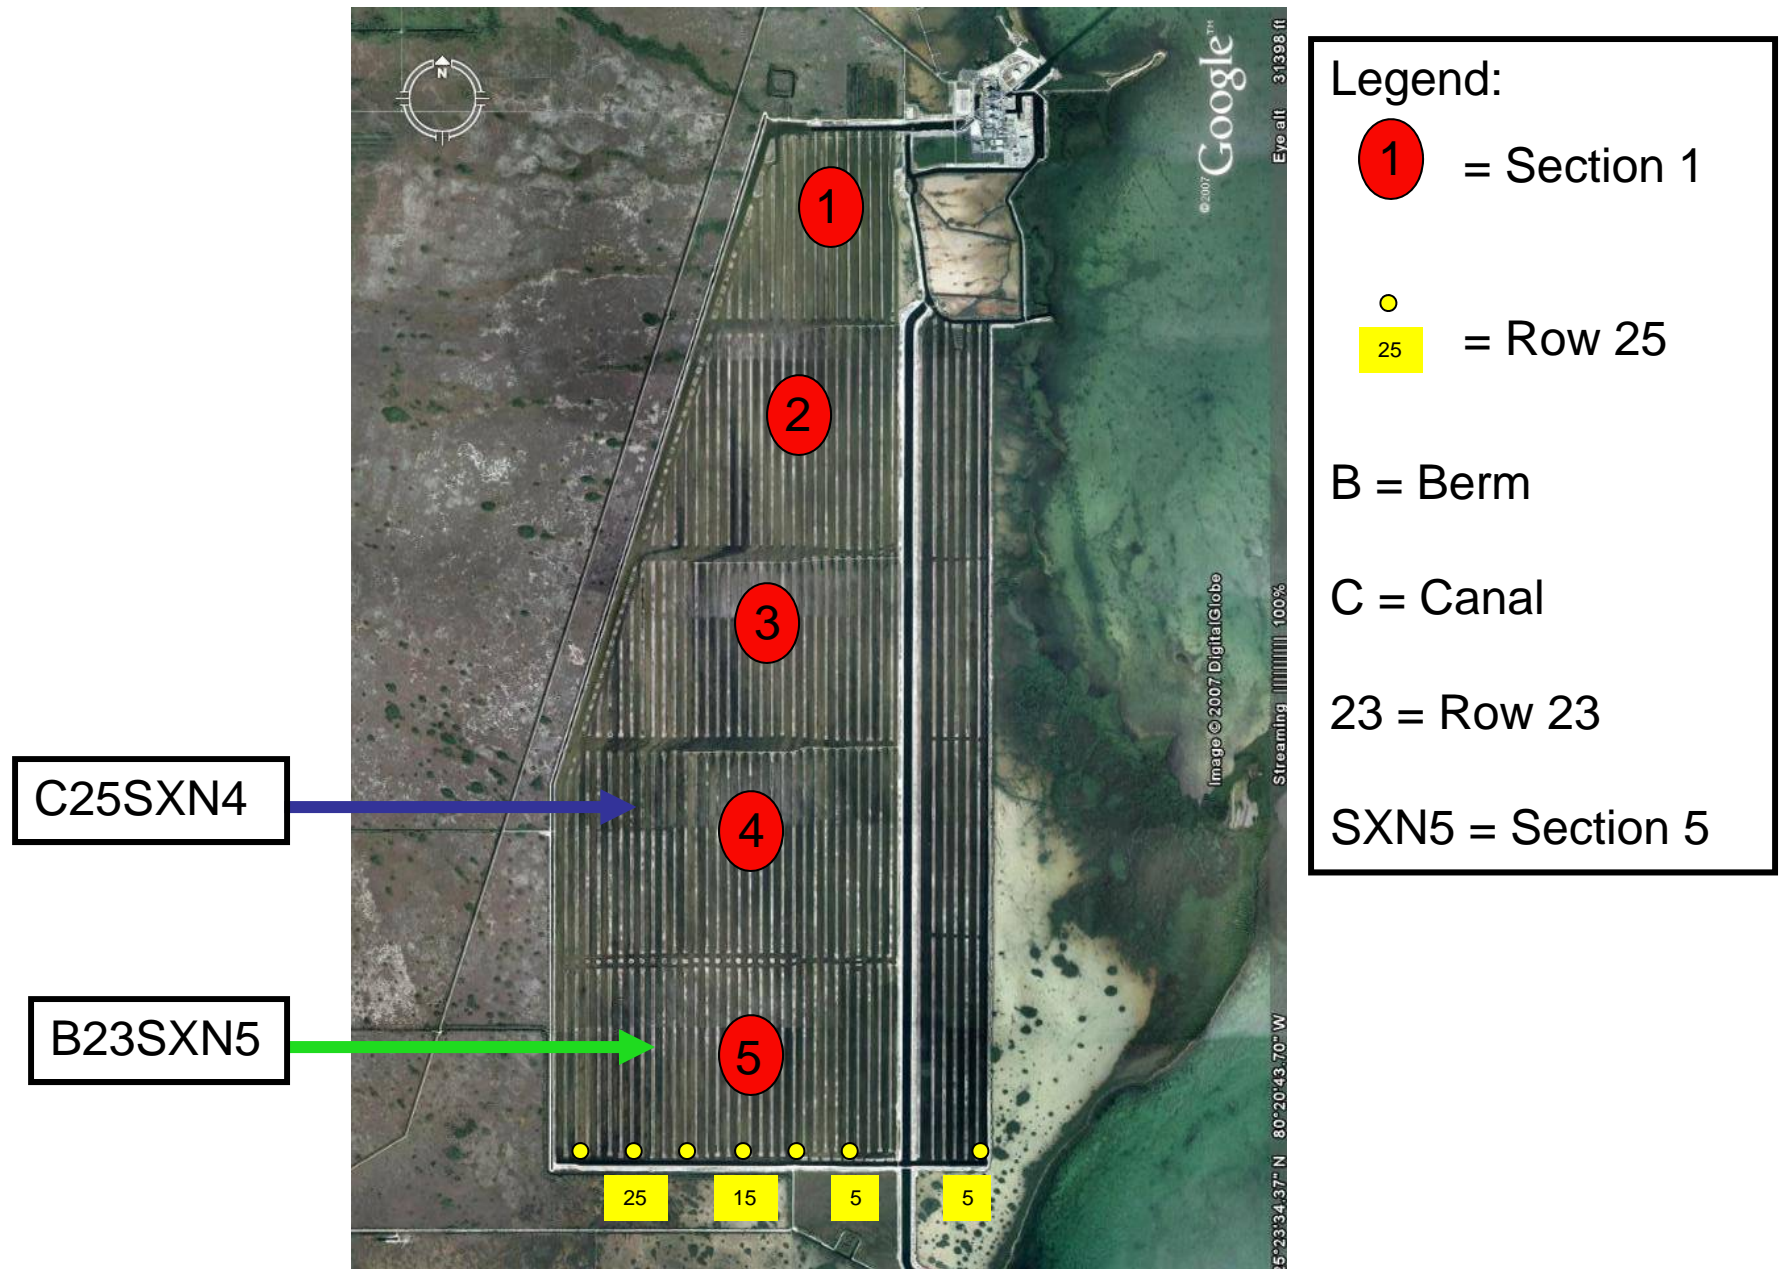 N
1
2
3
4
5
C25SXN4
B23SXN5
25
15
5
5
©2007 Google™
Eye alt 31398 ft
Image © 2007 DigitalGlobe
Streaming |||||||||| 100%
25°23'34.37" N 80°20'43.70" W
Legend:
1 = Section 1
25 = Row 25
B = Berm
C = Canal
23 = Row 23
SXN5 = Section 5